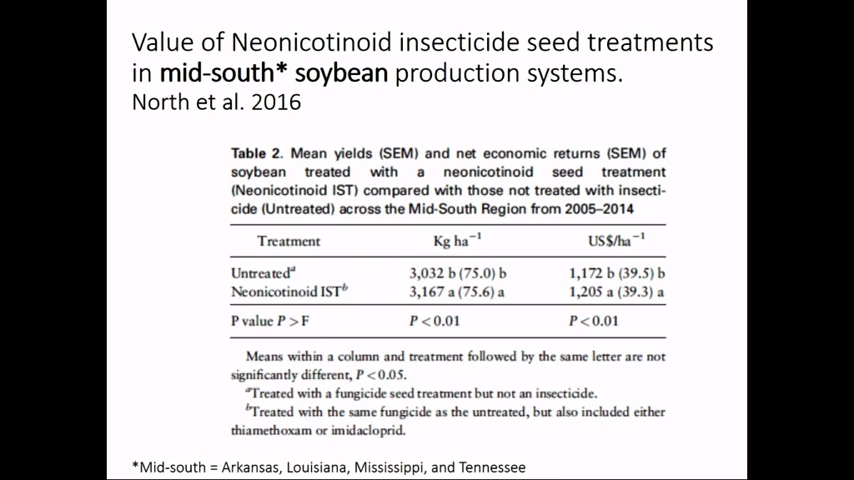 Value of Neonicotinoid insecticide seed treatments
in mid-south* soybean production systems.
North et al. 2016
Table 2. Mean yields (SEM) and net economic returns (SEM) of
soybean treated with a neonicotinoid seed treatment
(Neonicotinoid IST) compared with those not treated with insecti-
cide (Untreated) across the Mid-South Region from 2005–2014
Treatment Kg ha⁻¹ US$/ha⁻¹
Untreatedᵃ 3,032 b (75.0) b 1,172 b (39.5) b
Neonicotinoid ISTᵇ 3,167 a (75.6) a 1,205 a (39.3) a
P value P > F P < 0.01 P < 0.01
Means within a column and treatment followed by the same letter are not
significantly different, P < 0.05.
ᵃTreated with a fungicide seed treatment but not an insecticide.
ᵇTreated with the same fungicide as the untreated, but also included either
thiamethoxam or imidacloprid.
*Mid-south = Arkansas, Louisiana, Mississippi, and Tennessee